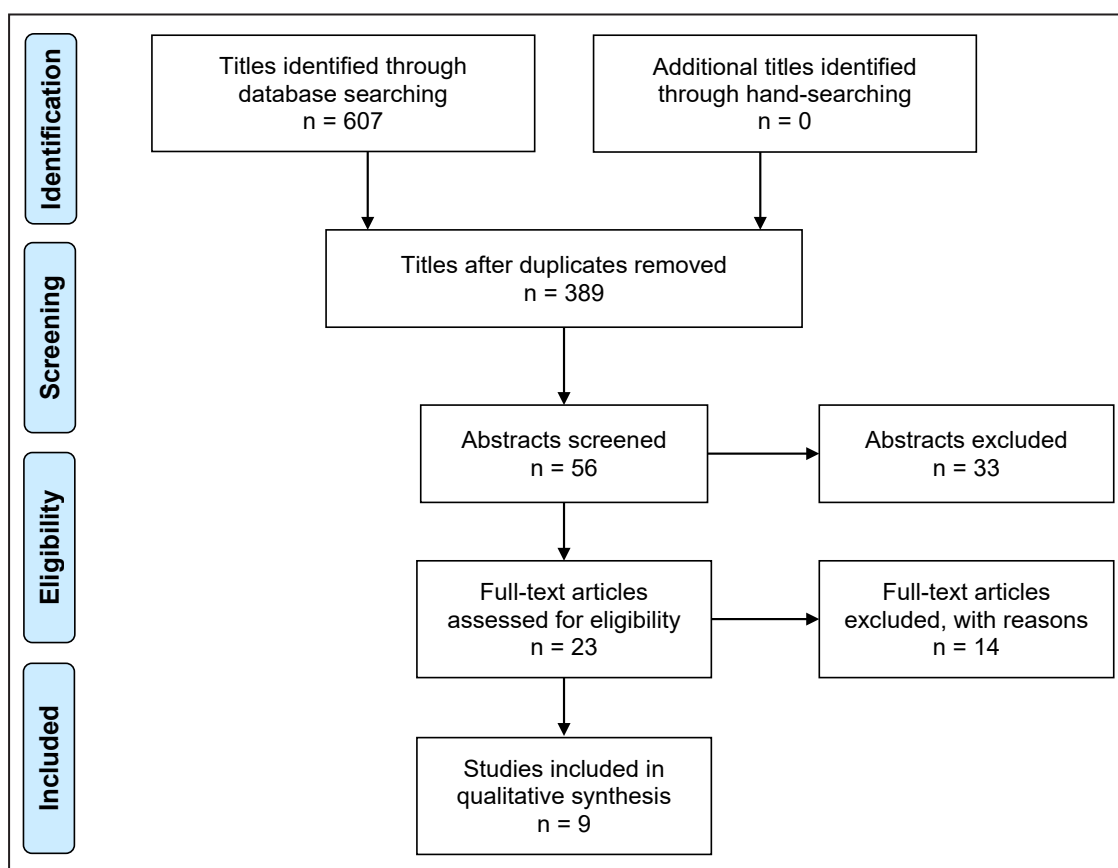 Identification
Titles identified through
database searching
n = 607
Additional titles identified
through hand-searching
n = 0
Screening
Titles after duplicates removed
n = 389
Abstracts screened
n = 56
Abstracts excluded
n = 33
Eligibility
Full-text articles
assessed for eligibility
n = 23
Full-text articles
excluded, with reasons
n = 14
Included
Studies included in
qualitative synthesis
n = 9